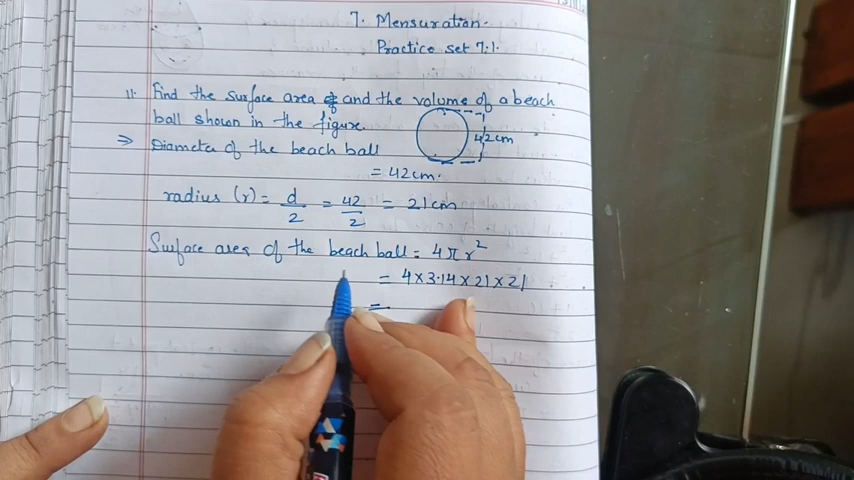 7. Mensuration.
Practice set 7.1.
11. Find the surface area and the volume of a beach
ball shown in the figure.
42cm
⇒ Diameter of the beach ball
= 42cm.
radius (r) = d/2 = 42/2 = 21cm
Surface area of the beach ball = 4πr²
= 4×3.14×21×21
=